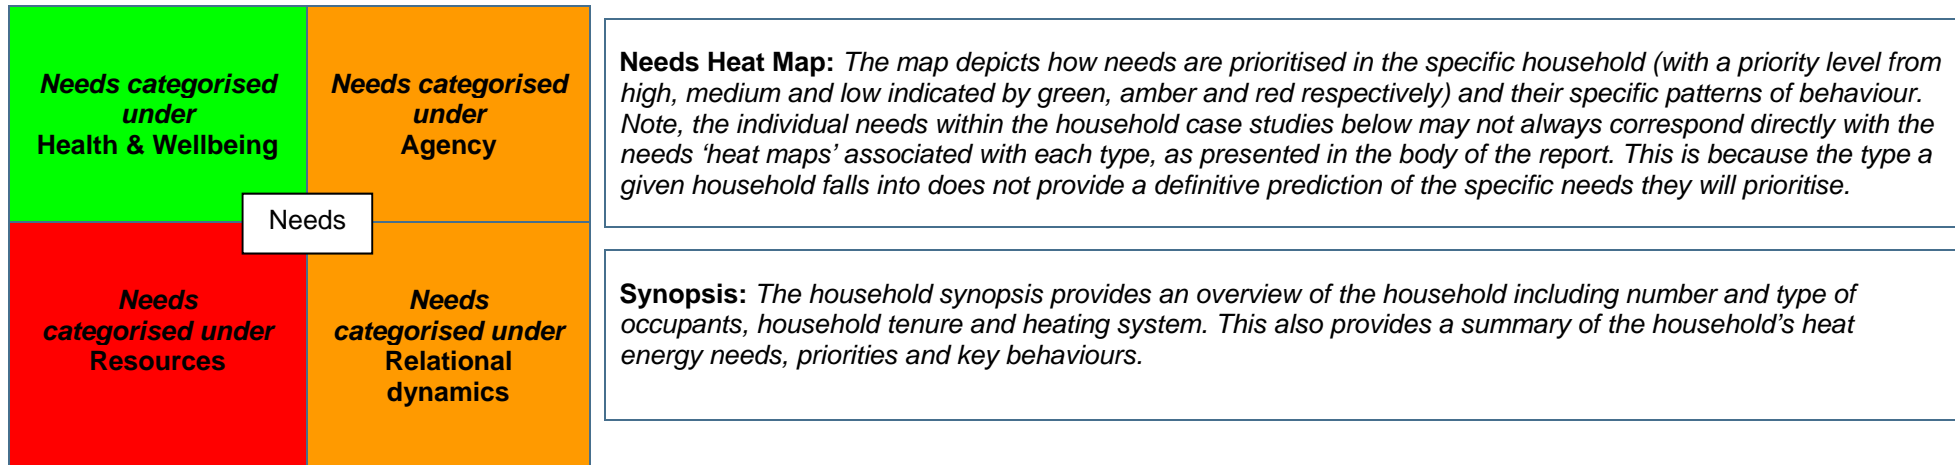 Needs categorised
under
Health & Wellbeing
Needs categorised
under
Agency
Needs
Needs
categorised under
Resources
Needs
categorised under
Relational
dynamics
Needs Heat Map: The map depicts how needs are prioritised in the specific household (with a priority level from
high, medium and low indicated by green, amber and red respectively) and their specific patterns of behaviour.
Note, the individual needs within the household case studies below may not always correspond directly with the
needs ‘heat maps’ associated with each type, as presented in the body of the report. This is because the type a
given household falls into does not provide a definitive prediction of the specific needs they will prioritise.
Synopsis: The household synopsis provides an overview of the household including number and type of
occupants, household tenure and heating system. This also provides a summary of the household’s heat
energy needs, priorities and key behaviours.